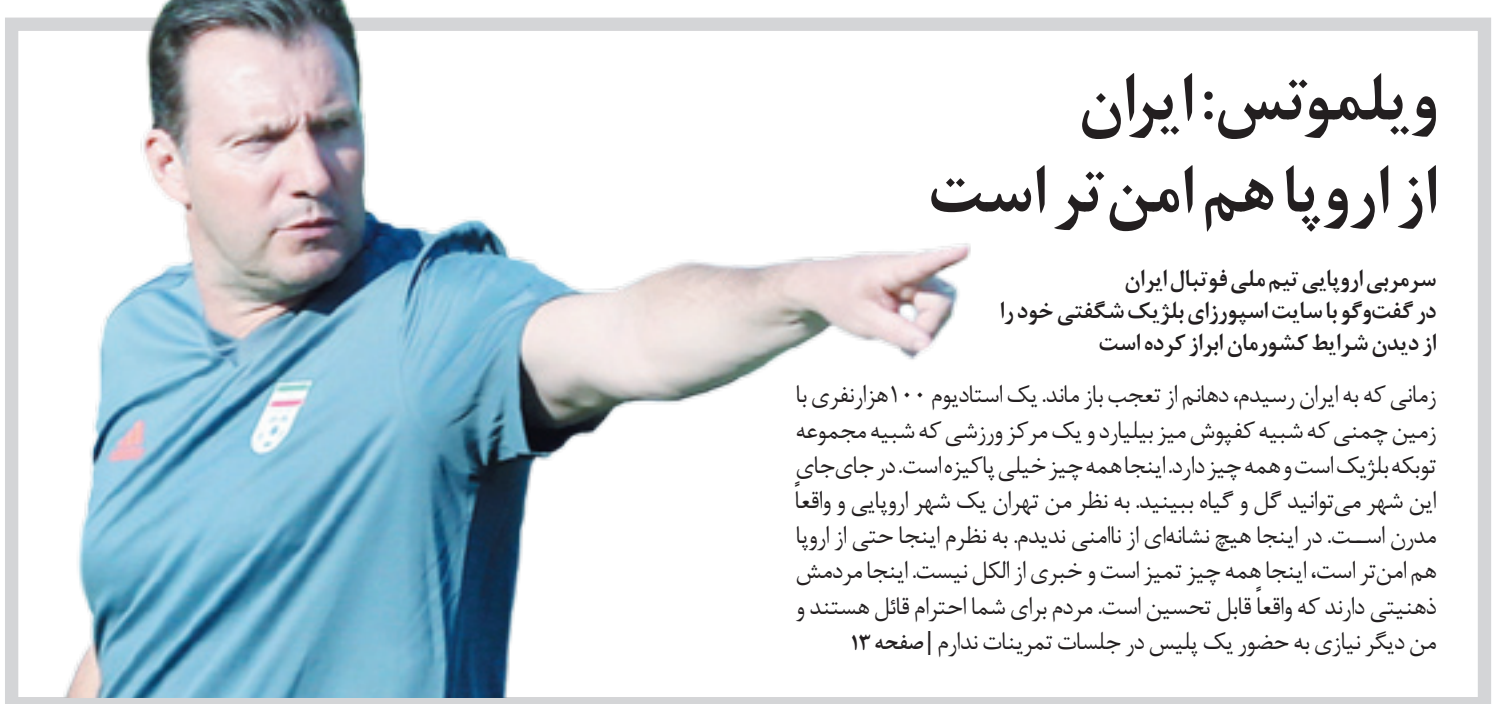 ویلموتس: ایران
از اروپا هم امن‌تر است
سرمربی اروپایی تیم ملی فوتبال ایران
در گفت‌وگو با سایت اسپورزای بلژیک شگفتی خود را
از دیدن شرایط کشورمان ابراز کرده است
زمانی که به ایران رسیدم، دهانم از تعجب باز ماند. یک استادیوم ۱۰۰هزارنفری با
زمین چمنی که شبیه کفپوش میز بیلیارد و یک مرکز ورزشی که شبیه مجموعه
توبکه بلژیک است و همه چیز دارد. اینجا همه چیز خیلی پاکیزه است. در جای‌جای
این شهر می‌توانید گل و گیاه ببینید. به نظر من تهران یک شهر اروپایی و واقعاً
مدرن اســت. در اینجا هیچ نشانه‌ای از ناامنی ندیدم. به نظرم اینجا حتی از اروپا
هم امن‌تر است، اینجا همه چیز تمیز است و خبری از الکل نیست. اینجا مردمش
ذهنیتی دارند که واقعاً قابل تحسین است. مردم برای شما احترام قائل هستند و
من دیگر نیازی به حضور یک پلیس در جلسات تمرینات ندارم | صفحه ۱۳